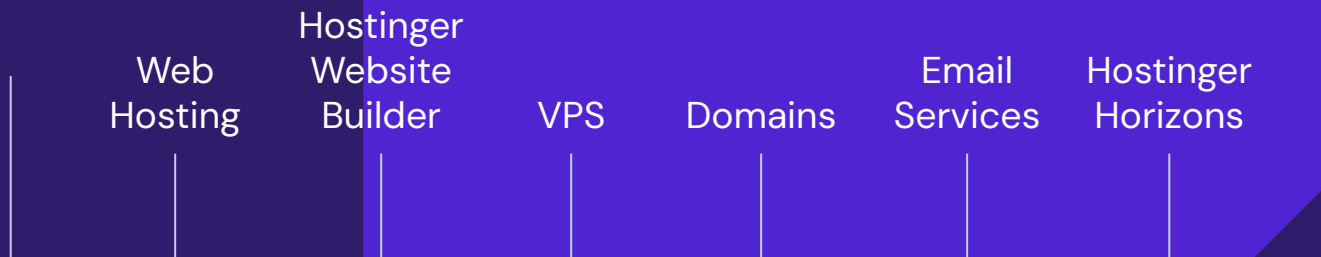 Web
Hosting
Hostinger
Website
Builder
VPS
Domains
Email
Services
Hostinger
Horizons